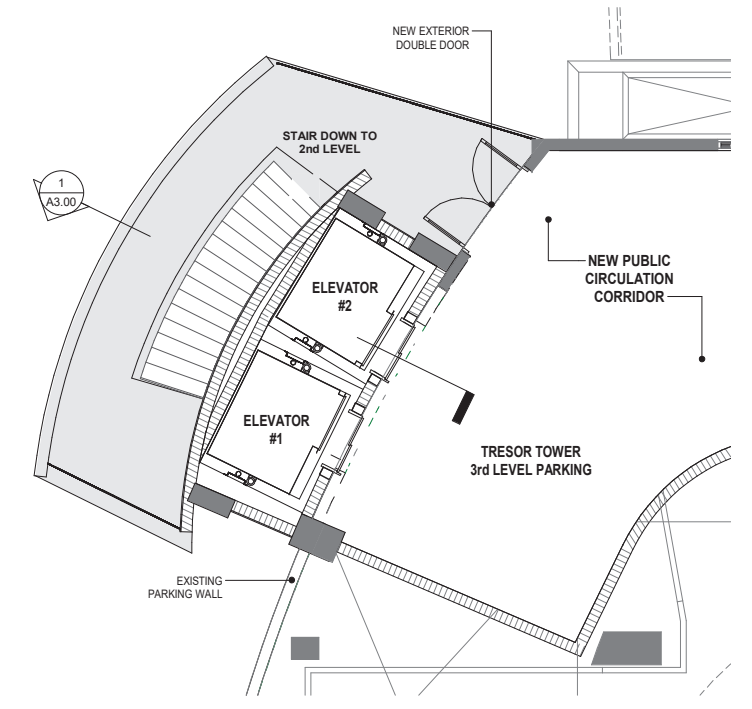 NEW EXTERIOR
DOUBLE DOOR
STAIR DOWN TO
2nd LEVEL
1
A3.00
NEW PUBLIC
CIRCULATION
CORRIDOR
ELEVATOR
#2
ELEVATOR
#1
TRESOR TOWER
3rd LEVEL PARKING
EXISTING
PARKING WALL